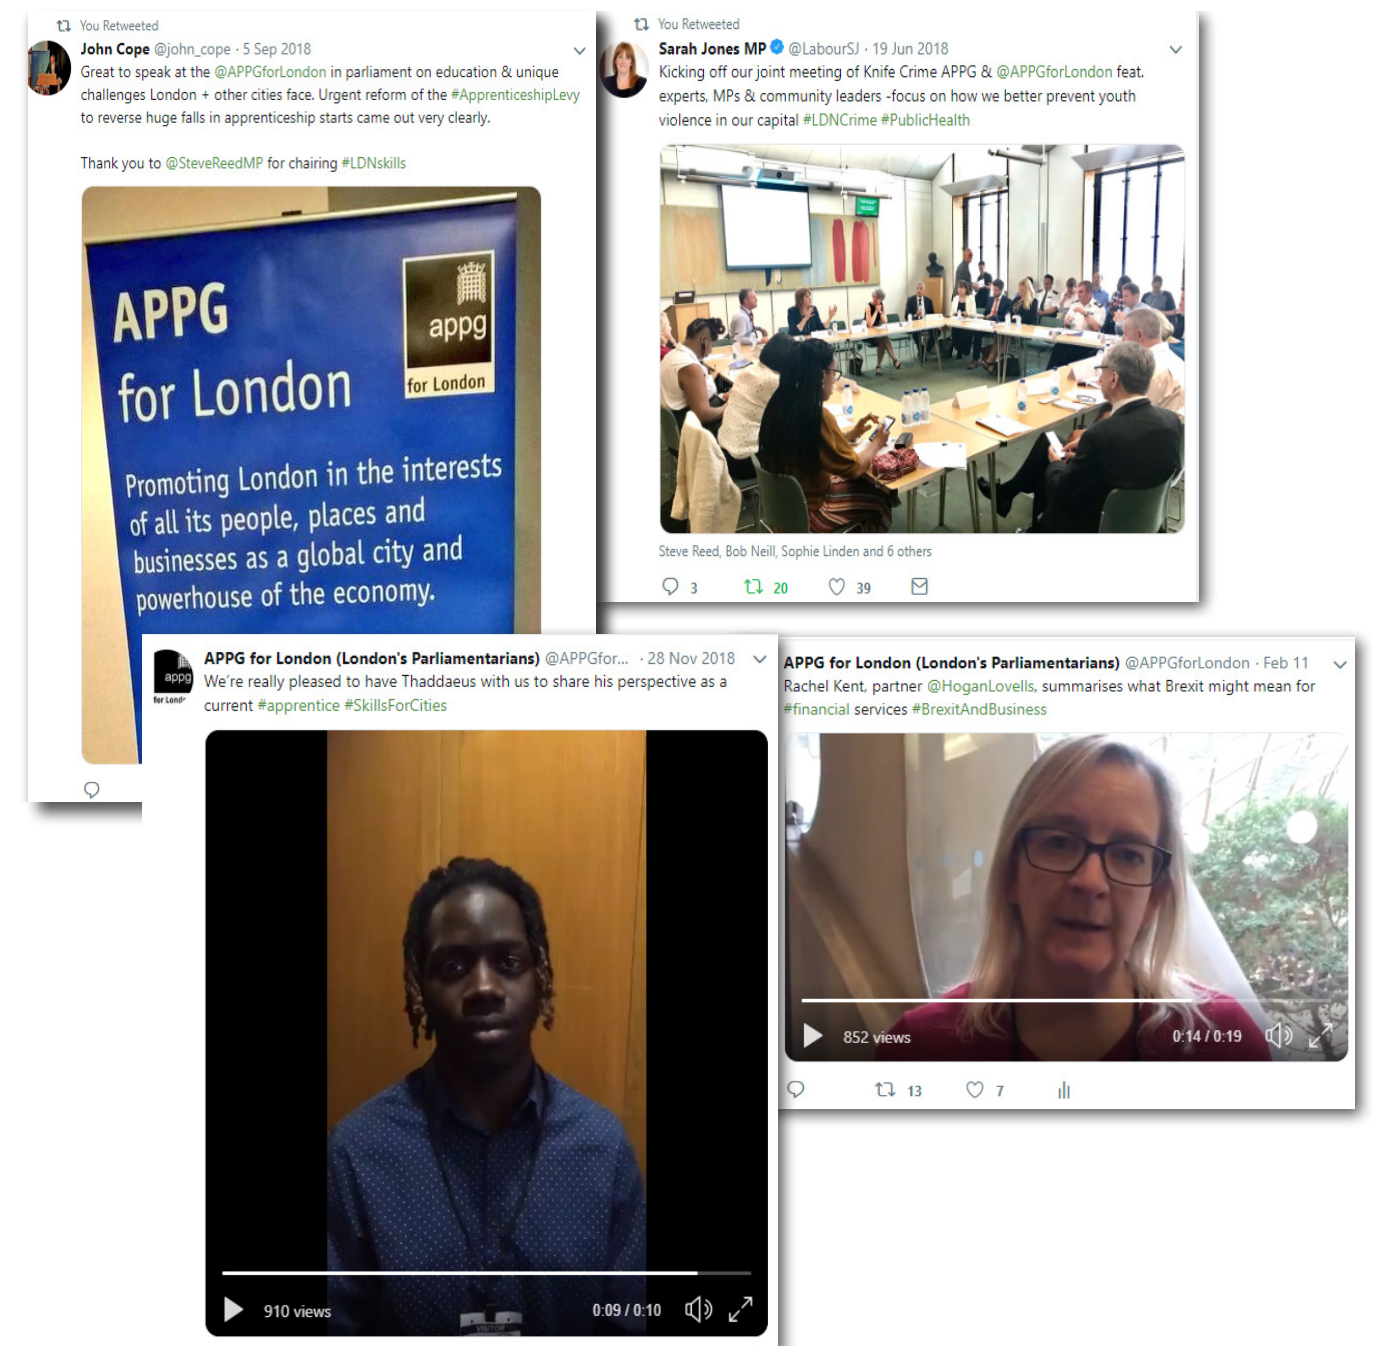 You Retweeted
John Cope @john_cope · 5 Sep 2018
Great to speak at the @APPGforLondon in parliament on education & unique
challenges London + other cities face. Urgent reform of the #ApprenticeshipLevy
to reverse huge falls in apprenticeship starts came out very clearly.
Thank you to @SteveReedMP for chairing #LDNskills
APPG
for London
appg
for London
Promoting London in the interests
of all its people, places and
businesses as a global city and
powerhouse of the economy.
You Retweeted
Sarah Jones MP @LabourSJ · 19 Jun 2018
Kicking off our joint meeting of Knife Crime APPG & @APPGforLondon feat.
experts, MPs & community leaders -focus on how we better prevent youth
violence in our capital #LDNCrime #PublicHealth
Steve Reed, Bob Neill, Sophie Linden and 6 others
3 20 39
appg
for Lond
APPG for London (London's Parliamentarians) @APPGfor... · 28 Nov 2018
We're really pleased to have Thaddaeus with us to share his perspective as a
current #apprentice #SkillsForCities
VISITOR
910 views 0:09 / 0:10
APPG for London (London's Parliamentarians) @APPGforLondon · Feb 11
Rachel Kent, partner @HoganLovells, summarises what Brexit might mean for
#financial services #BrexitAndBusiness
852 views 0:14 / 0:19
13 7